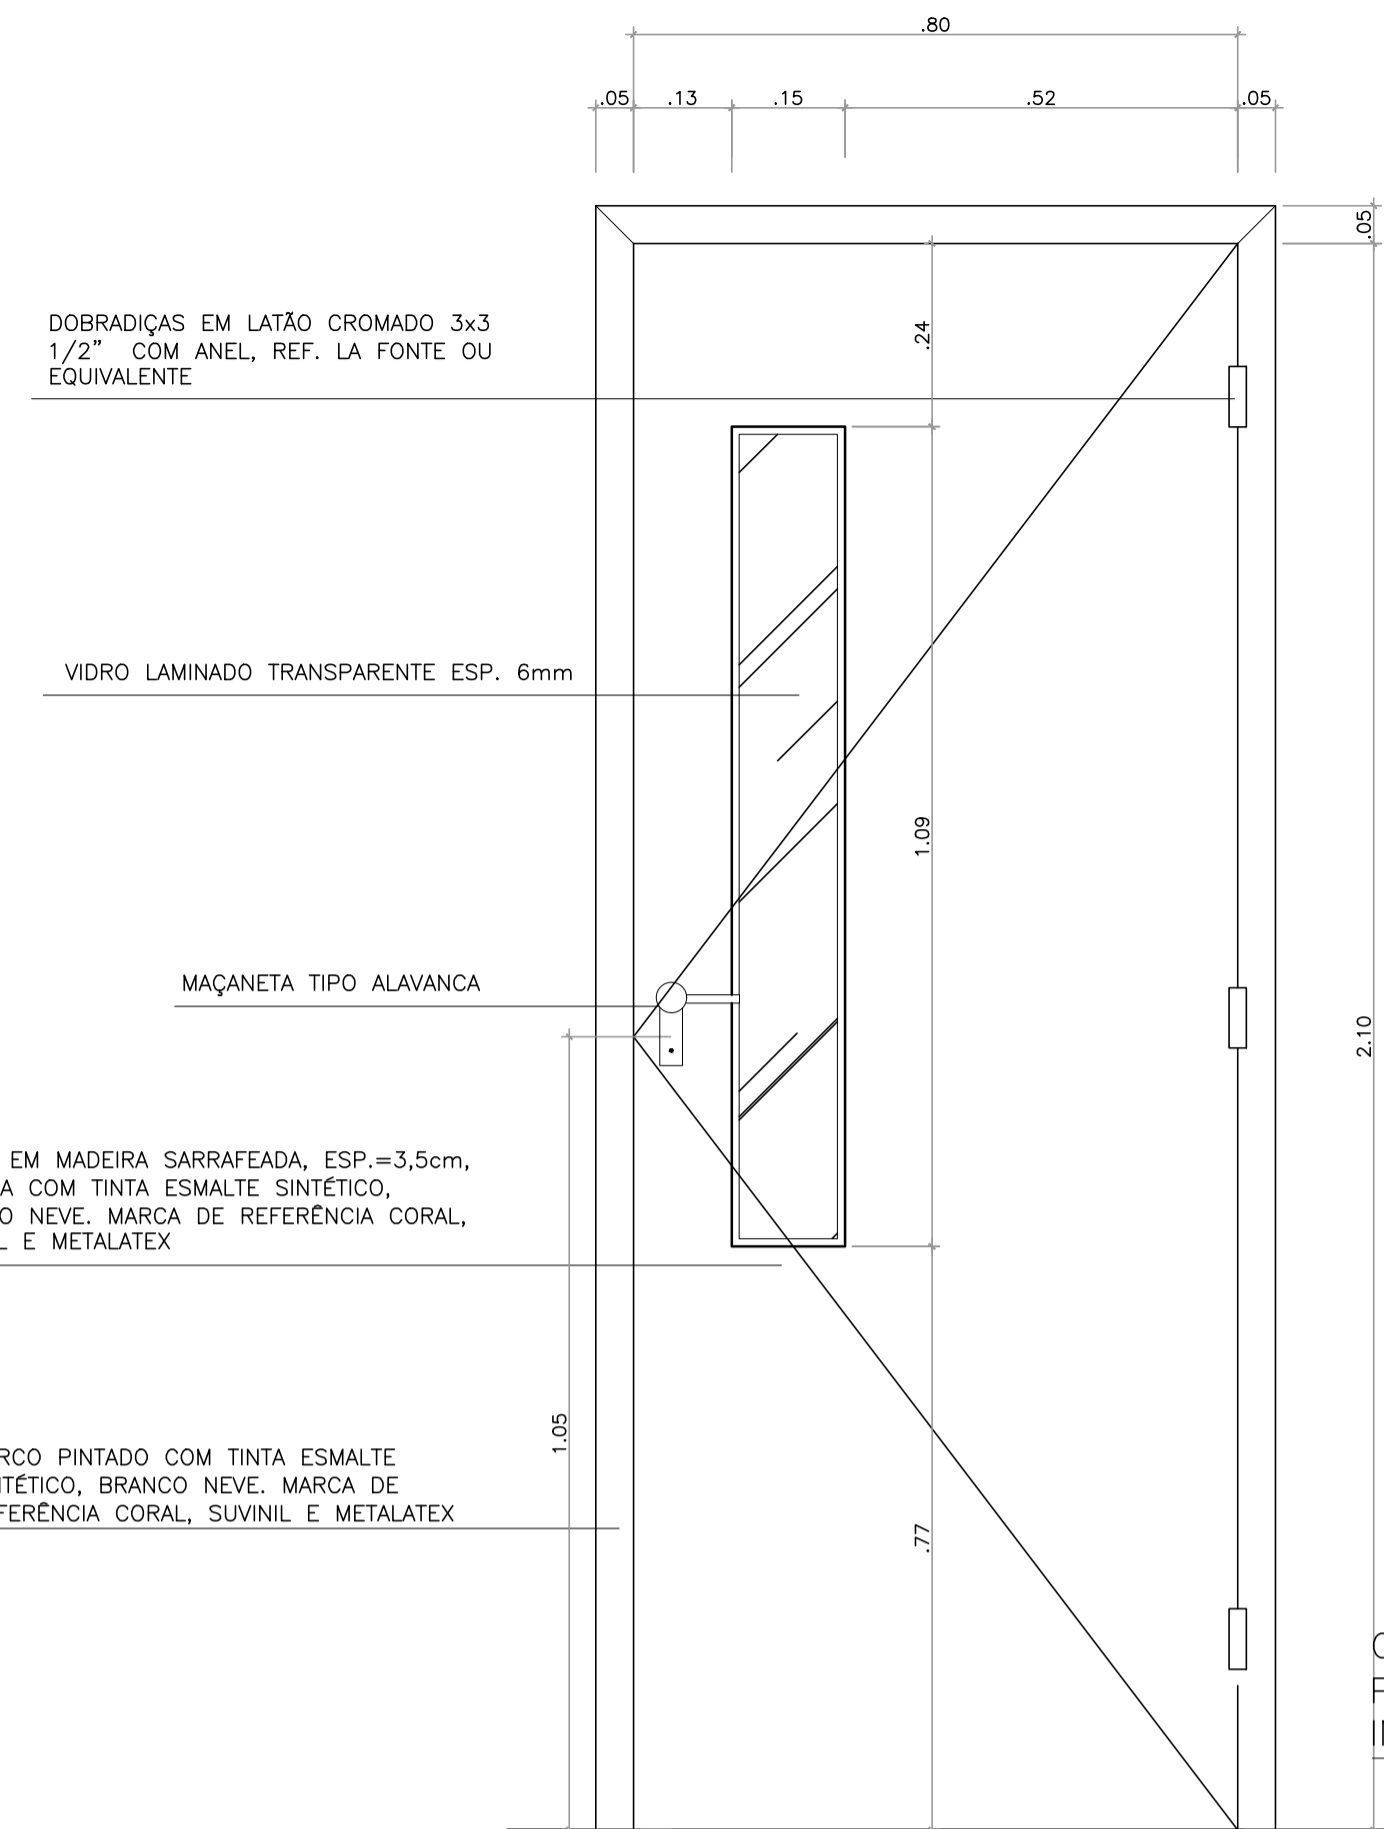 .80
.05 .13 .15 .52 .05
.05
DOBRADIÇAS EM LATÃO CROMADO 3x3
1/2" COM ANEL, REF. LA FONTE OU
EQUIVALENTE
.24
VIDRO LAMINADO TRANSPARENTE ESP. 6mm
1.09
MAÇANETA TIPO ALAVANCA
2.10
EM MADEIRA SARRAFEADA, ESP.=3,5cm,
A COM TINTA ESMALTE SINTÉTICO,
O NEVE. MARCA DE REFERÊNCIA CORAL,
L E METALATEX
1.05
RCO PINTADO COM TINTA ESMALTE
TÉTICO, BRANCO NEVE. MARCA DE
FERÊNCIA CORAL, SUVINIL E METALATEX
.77